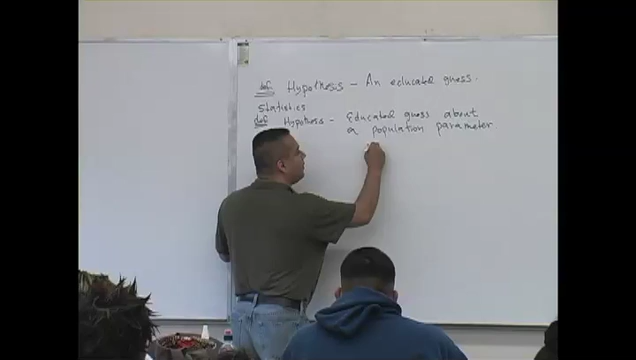 def Hypothesis - An educated guess.
Statistics
def Hypothesis - Educated guess about
a population parameter